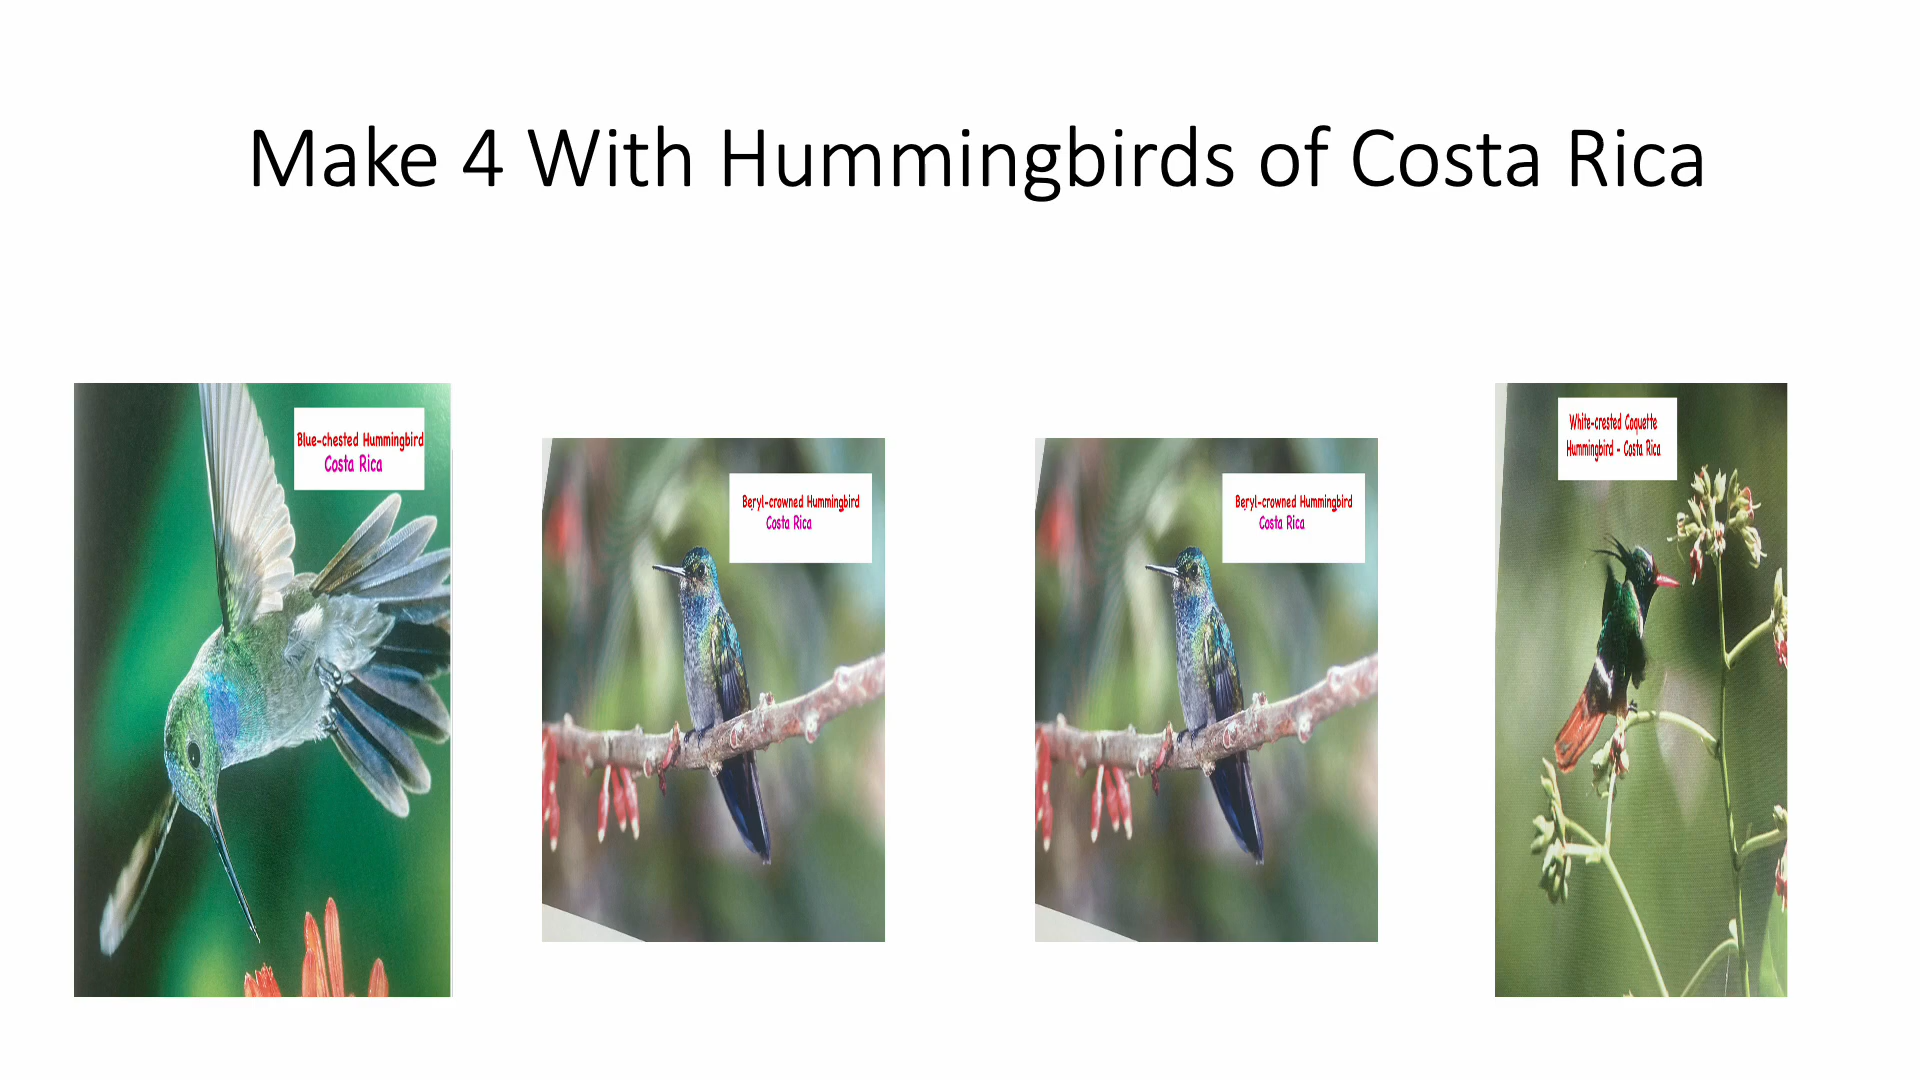 Make 4 With Hummingbirds of Costa Rica
Blue-chested Hummingbird
Costa Rica
Beryl-crowned Hummingbird
Costa Rica
Beryl-crowned Hummingbird
Costa Rica
White-crested Coquette
Hummingbird - Costa Rica